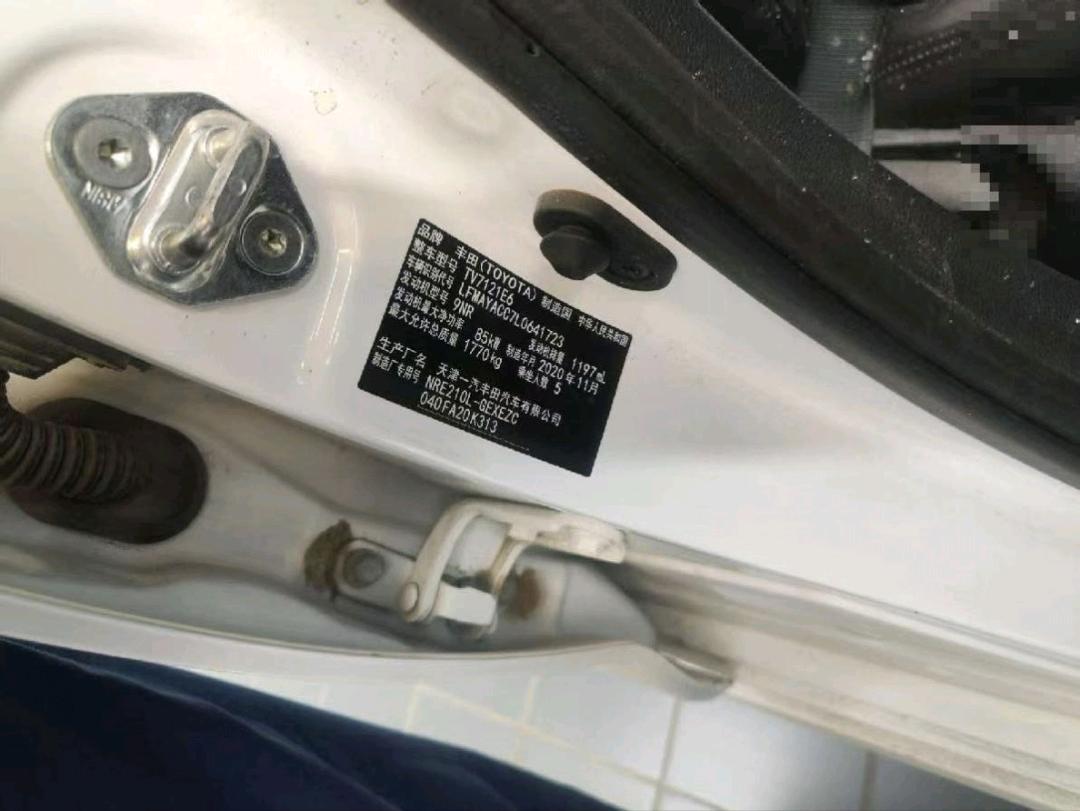 AISIN
品牌 丰田(TOYOTA) 制造国 中华人民共和国
整车型号 TV7121E6
车辆识别代号 LFMAYACC7L0641723
发动机型号 9NR 发动机排量 1197mL
发动机最大净功率 85kW 制造年月 2020年11月
最大允许总质量 1770kg 乘坐人数 5
生产厂名 天津一汽丰田汽车有限公司
制造厂专用号 NRE210L-GEXEZC
040FA20K313